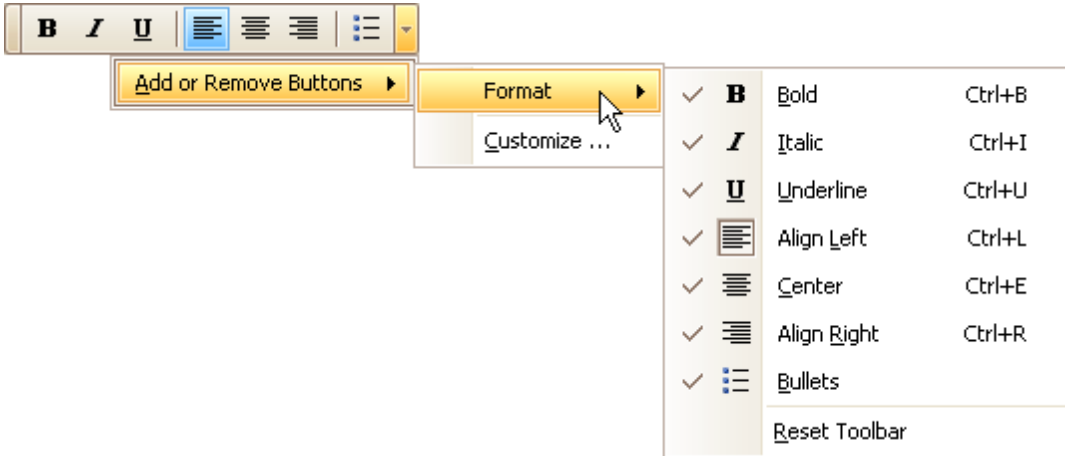 B I U
Add or Remove Buttons
Format
Customize ...
B Bold Ctrl+B
I Italic Ctrl+I
U Underline Ctrl+U
Align Left Ctrl+L
Center Ctrl+E
Align Right Ctrl+R
Bullets
Reset Toolbar